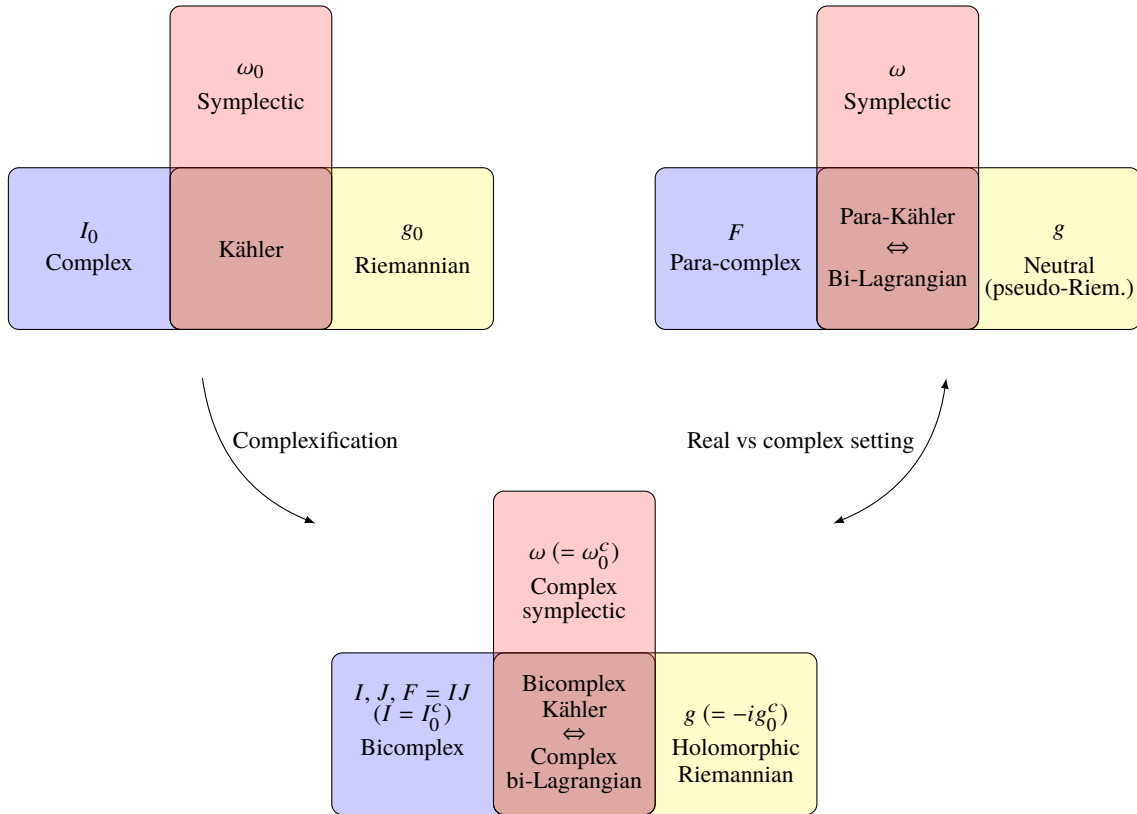 ω₀
Symplectic
I₀
Complex
Kähler
g₀
Riemannian
ω
Symplectic
F
Para-complex
Para-Kähler
⇔
Bi-Lagrangian
g
Neutral
(pseudo-Riem.)
Complexification
Real vs complex setting
ω (= ω₀ᶜ)
Complex
symplectic
I, J, F = IJ
(I = I₀ᶜ)
Bicomplex
Bicomplex
Kähler
⇔
Complex
bi-Lagrangian
g (= −ig₀ᶜ)
Holomorphic
Riemannian